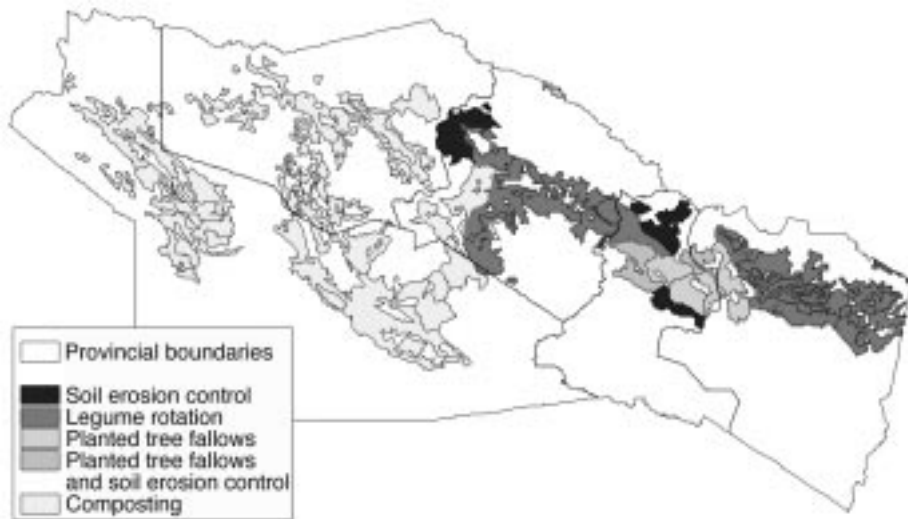 Provincial boundaries
Soil erosion control
Legume rotation
Planted tree fallows
Planted tree fallows
and soil erosion control
Composting